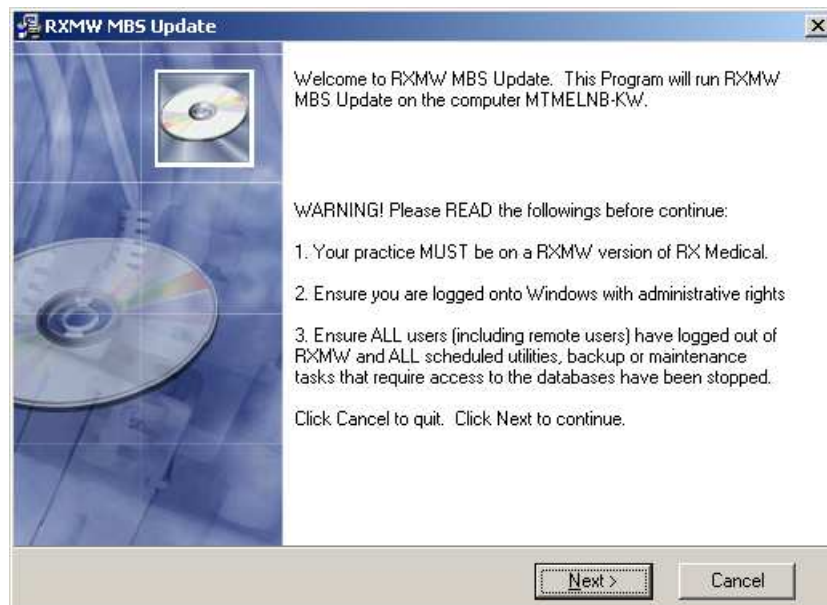 RXMW MBS Update
Welcome to RXMW MBS Update. This Program will run RXMW
MBS Update on the computer MTMELNB-KW.
WARNING! Please READ the followings before continue:
1. Your practice MUST be on a RXMW version of RX Medical.
2. Ensure you are logged onto Windows with administrative rights
3. Ensure ALL users (including remote users) have logged out of
RXMW and ALL scheduled utilities, backup or maintenance
tasks that require access to the databases have been stopped.
Click Cancel to quit. Click Next to continue.
Next >
Cancel